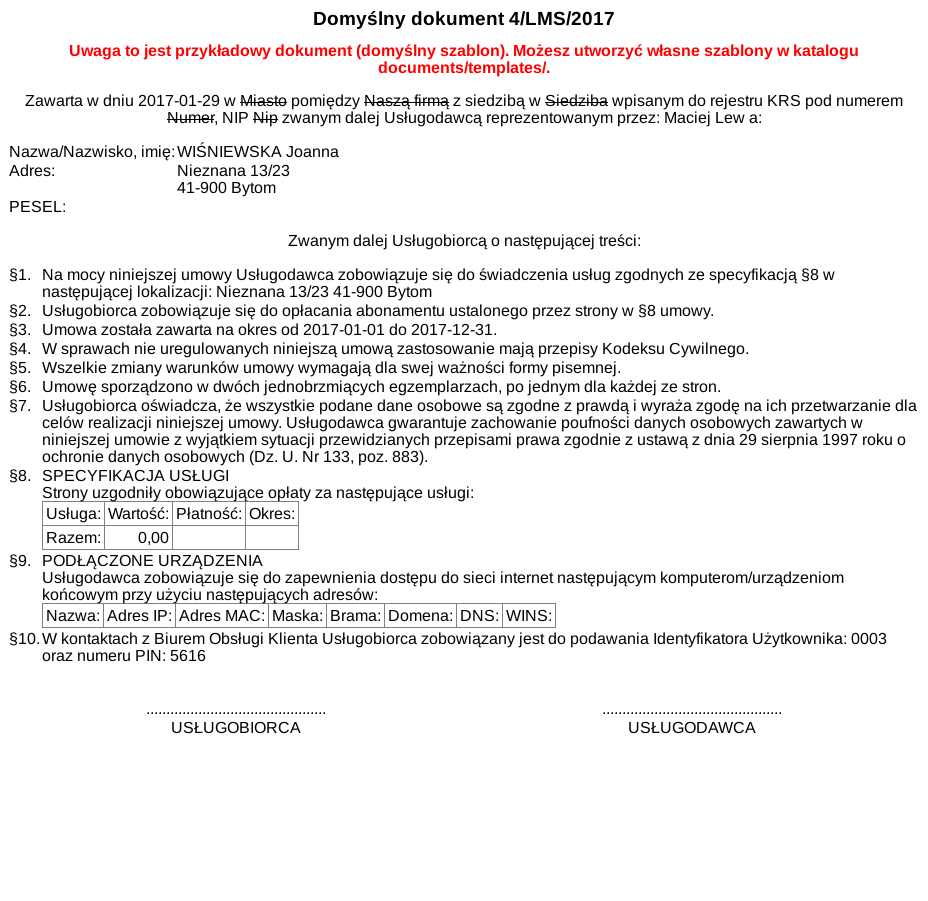 Domyślny dokument 4/LMS/2017
Uwaga to jest przykładowy dokument (domyślny szablon). Możesz utworzyć własne szablony w katalogu
documents/templates/.
Zawarta w dniu 2017-01-29 w Miasto pomiędzy Naszą firmą z siedzibą w Siedziba wpisanym do rejestru KRS pod numerem
Numer, NIP Nip zwanym dalej Usługodawcą reprezentowanym przez: Maciej Lew a:
Nazwa/Nazwisko, imię: WIŚNIEWSKA Joanna
Adres: Nieznana 13/23
41-900 Bytom
PESEL:
Zwanym dalej Usługobiorcą o następującej treści:
§1. Na mocy niniejszej umowy Usługodawca zobowiązuje się do świadczenia usług zgodnych ze specyfikacją §8 w
następującej lokalizacji: Nieznana 13/23 41-900 Bytom
§2. Usługobiorca zobowiązuje się do opłacania abonamentu ustalonego przez strony w §8 umowy.
§3. Umowa została zawarta na okres od 2017-01-01 do 2017-12-31.
§4. W sprawach nie uregulowanych niniejszą umową zastosowanie mają przepisy Kodeksu Cywilnego.
§5. Wszelkie zmiany warunków umowy wymagają dla swej ważności formy pisemnej.
§6. Umowę sporządzono w dwóch jednobrzmiących egzemplarzach, po jednym dla każdej ze stron.
§7. Usługobiorca oświadcza, że wszystkie podane dane osobowe są zgodne z prawdą i wyraża zgodę na ich przetwarzanie dla
celów realizacji niniejszej umowy. Usługodawca gwarantuje zachowanie poufności danych osobowych zawartych w
niniejszej umowie z wyjątkiem sytuacji przewidzianych przepisami prawa zgodnie z ustawą z dnia 29 sierpnia 1997 roku o
ochronie danych osobowych (Dz. U. Nr 133, poz. 883).
§8. SPECYFIKACJA USŁUGI
Strony uzgodniły obowiązujące opłaty za następujące usługi:
Usługa: Wartość: Płatność: Okres:
Razem: 0,00
§9. PODŁĄCZONE URZĄDZENIA
Usługodawca zobowiązuje się do zapewnienia dostępu do sieci internet następującym komputerom/urządzeniom
końcowym przy użyciu następujących adresów:
Nazwa: Adres IP: Adres MAC: Maska: Brama: Domena: DNS: WINS:
§10. W kontaktach z Biurem Obsługi Klienta Usługobiorca zobowiązany jest do podawania Identyfikatora Użytkownika: 0003
oraz numeru PIN: 5616
............................................. .............................................
USŁUGOBIORCA USŁUGODAWCA